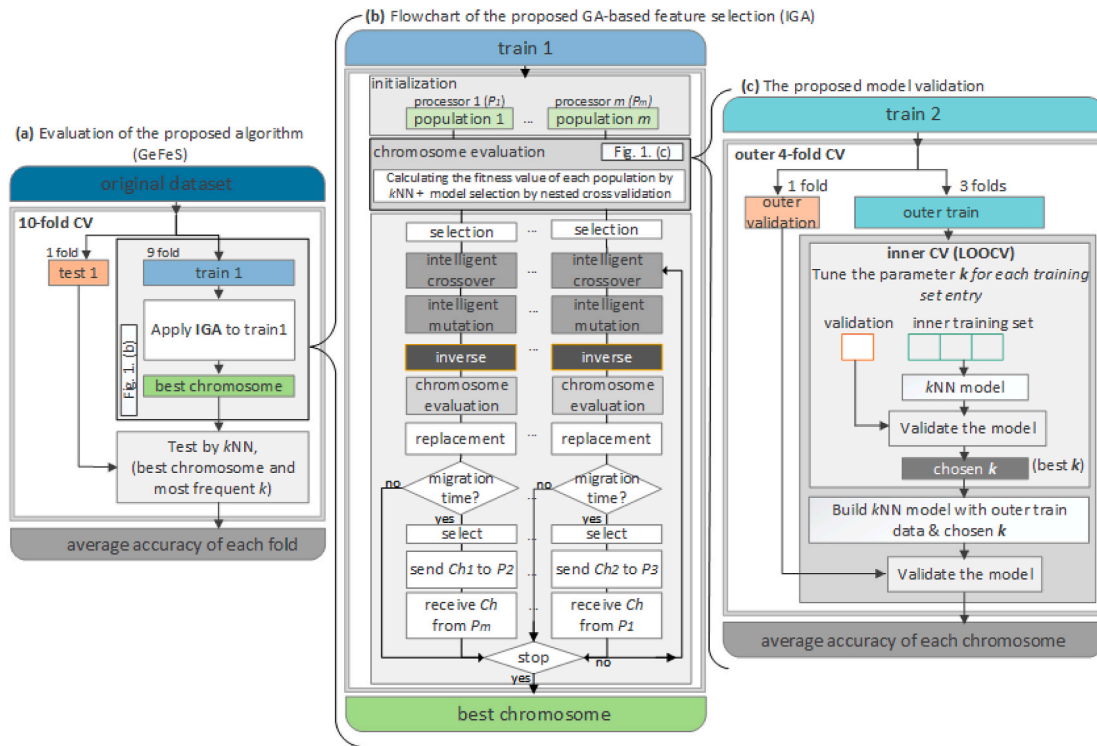 (a) Evaluation of the proposed algorithm
(GeFeS)
original dataset
10-fold CV
1 fold
9 fold
test 1
train 1
Apply IGA to train1
Fig. 1. (b)
best chromosome
Test by kNN,
(best chromosome and
most frequent k)
average accuracy of each fold
(b) Flowchart of the proposed GA-based feature selection (IGA)
train 1
initialization
processor 1 (P1)
processor m (Pm)
population 1
...
population m
chromosome evaluation
Fig. 1. (c)
Calculating the fitness value of each population by
kNN + model selection by nested cross validation
selection
...
selection
intelligent
crossover
...
intelligent
crossover
intelligent
mutation
...
intelligent
mutation
inverse
...
inverse
chromosome
evaluation
...
chromosome
evaluation
replacement
...
replacement
no
migration
time?
no
migration
time?
yes
yes
select
...
select
send Ch1 to P2
...
send Ch2 to P3
receive Ch
from Pm
...
receive Ch
from P1
stop
no
yes
best chromosome
(c) The proposed model validation
train 2
outer 4-fold CV
1 fold
3 folds
outer
validation
outer train
inner CV (LOOCV)
Tune the parameter k for each training
set entry
validation
inner training set
kNN model
Validate the model
chosen k
(best k)
Build kNN model with outer train
data & chosen k
Validate the model
average accuracy of each chromosome